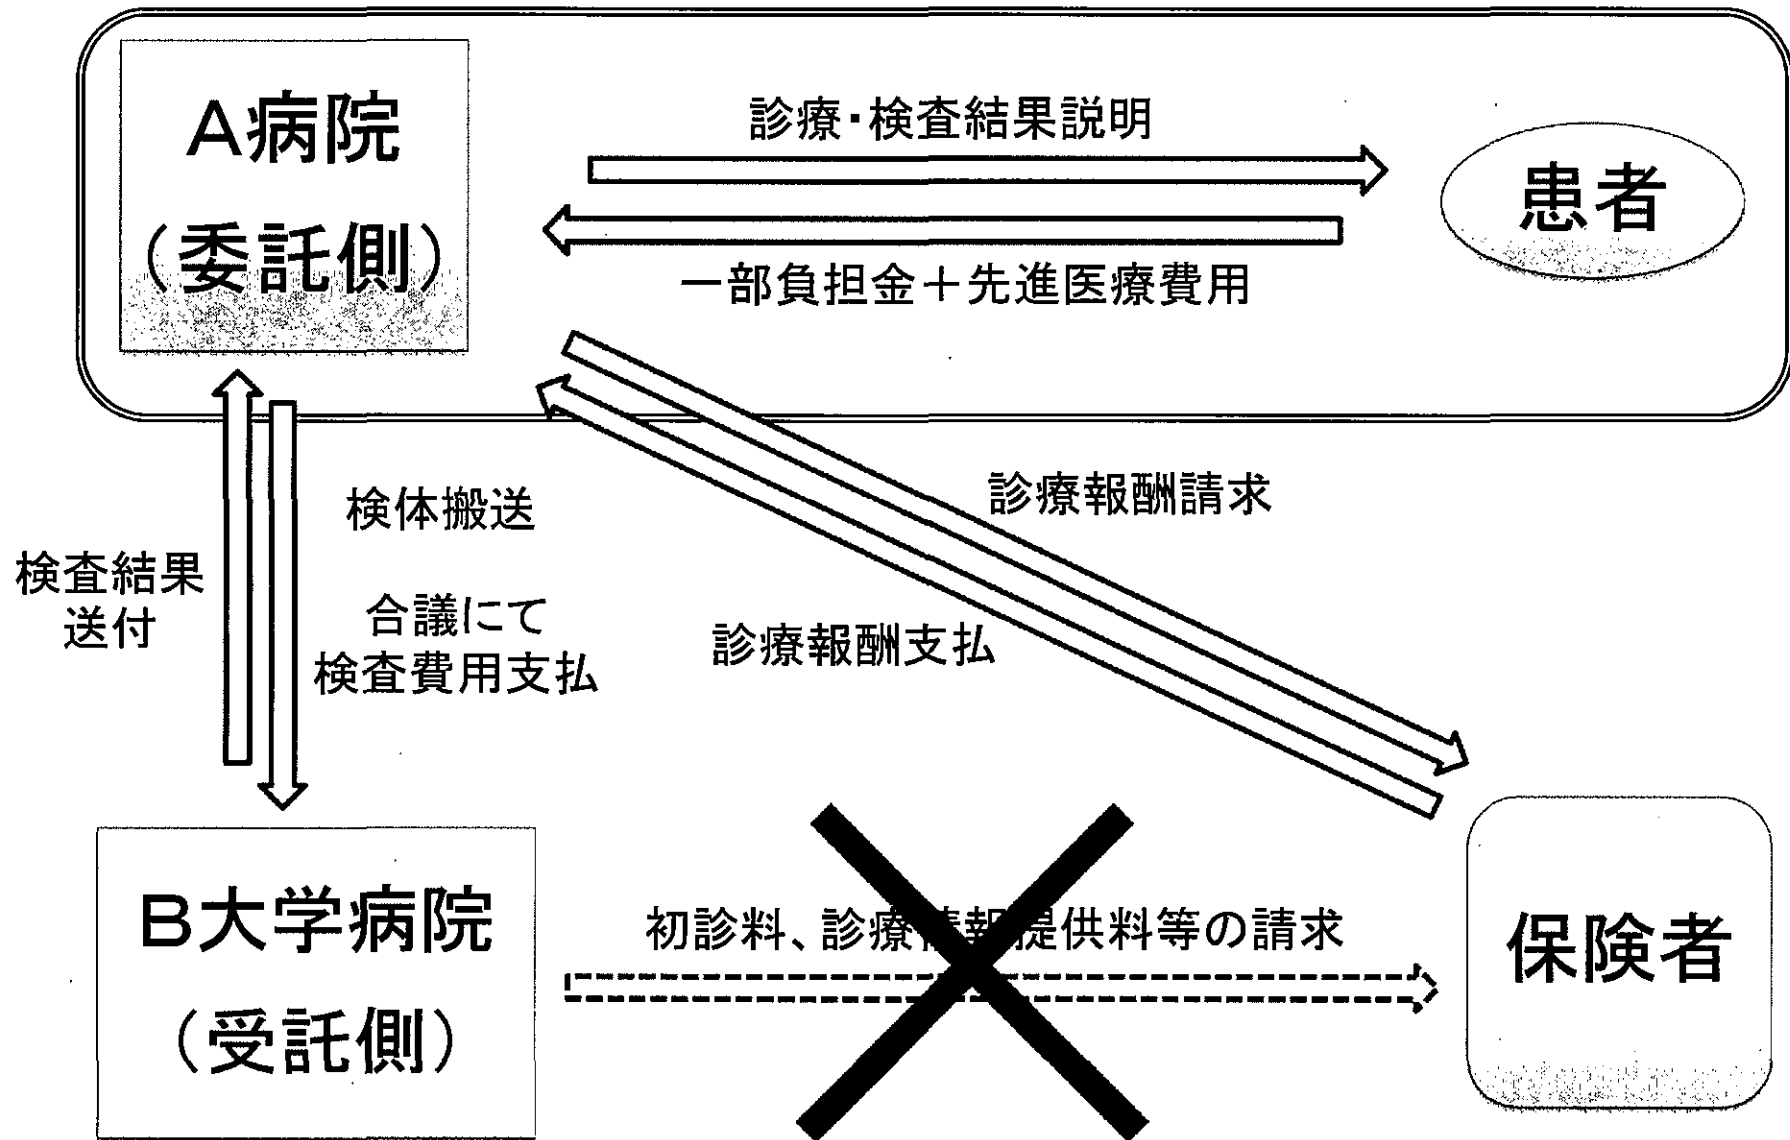 A病院
（委託側）
診療・検査結果説明
患者
一部負担金＋先進医療費用
検査結果
送付
検体搬送
合議にて
検査費用支払
診療報酬請求
診療報酬支払
B大学病院
（受託側）
初診料、診療情報提供料等の請求
保険者